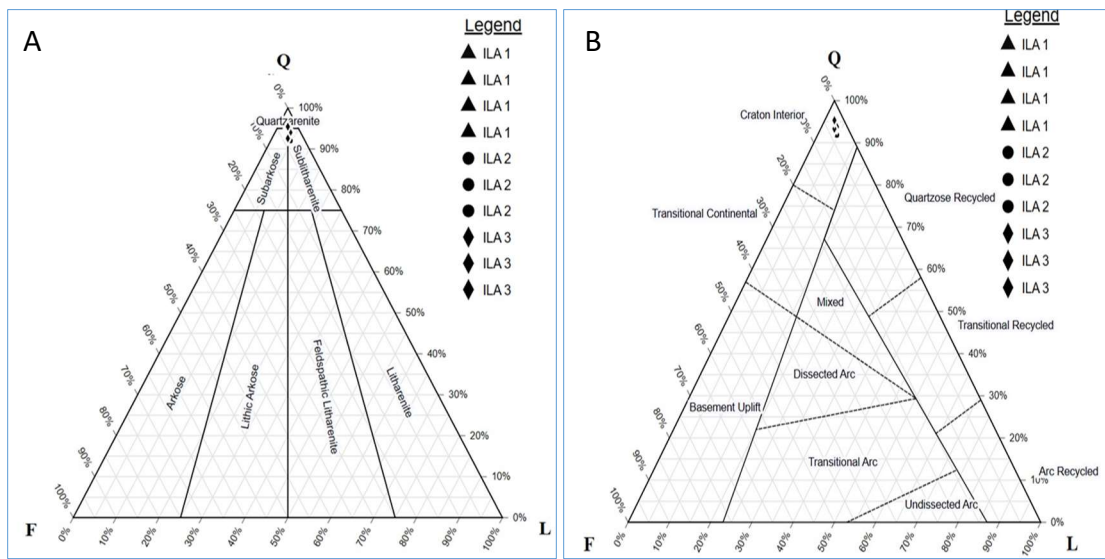 A
Legend
ILA 1
ILA 1
ILA 1
ILA 1
ILA 2
ILA 2
ILA 2
ILA 3
ILA 3
ILA 3
Q
0%
100%
Quartzarenite
10%
90%
Subarkose
Sublitharenite
20%
80%
30%
70%
40%
60%
50%
50%
60%
40%
70%
30%
80%
20%
90%
10%
100%
0%
Arkose
Lithic Arkose
Feldspathic Litharenite
Litharenite
F
L
0%
10%
20%
30%
40%
50%
60%
70%
80%
90%
100%
B
Legend
ILA 1
ILA 1
ILA 1
ILA 1
ILA 2
ILA 2
ILA 2
ILA 3
ILA 3
ILA 3
Q
0%
100%
Craton Interior
0%
90%
20%
80%
Quartzose Recycled
Transitional Continental
30%
70%
40%
60%
Mixed
50%
50%
Transitional Recycled
60%
40%
Dissected Arc
70%
30%
Basement Uplift
80%
20%
Transitional Arc
90%
10%
Arc Recycled
Undissected Arc
100%
0%
F
L
0%
10%
20%
30%
40%
50%
60%
70%
80%
90%
100%